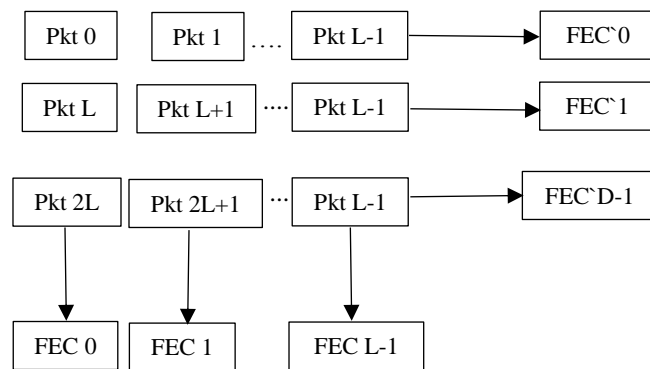 Pkt 0 Pkt 1 .... Pkt L-1 FEC`0
Pkt L Pkt L+1 .... Pkt L-1 FEC`1
Pkt 2L Pkt 2L+1 ... Pkt L-1 FEC`D-1
FEC 0 FEC 1 FEC L-1